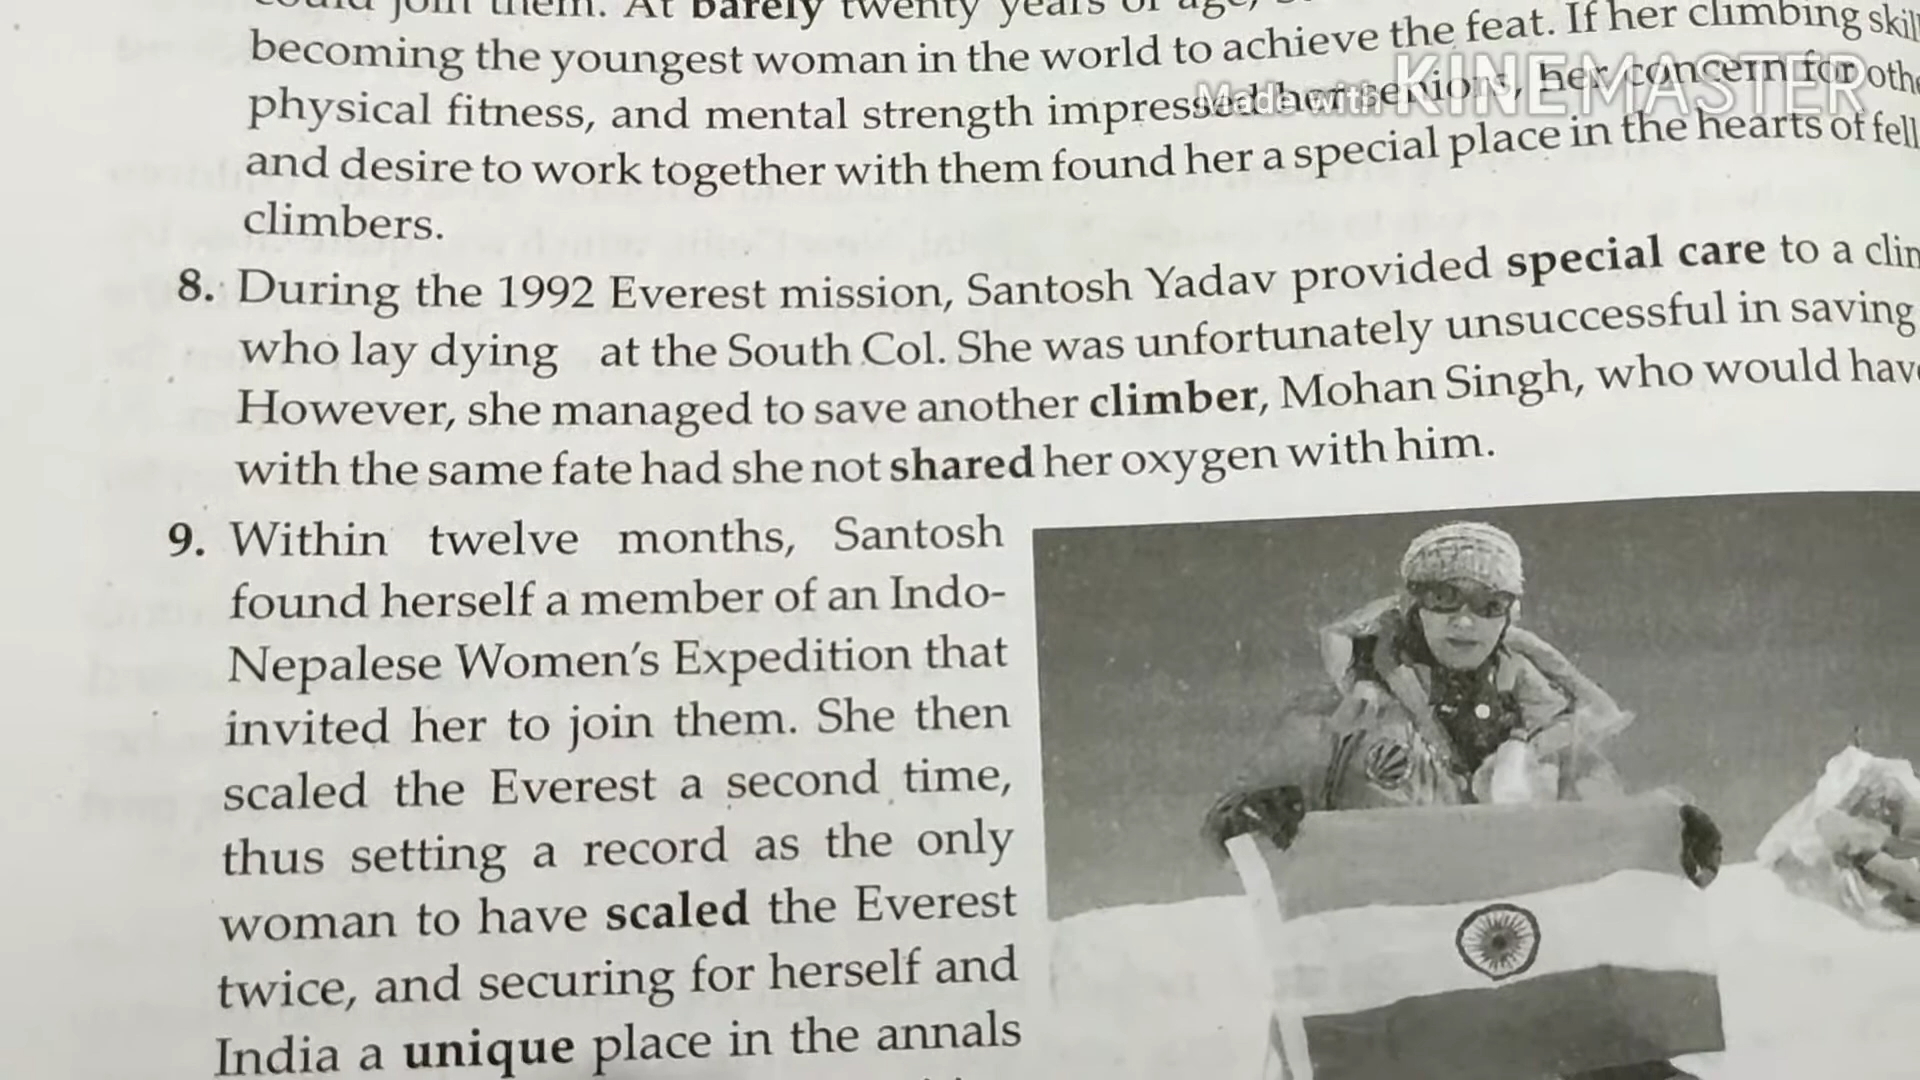 could join them. At barely twenty years of age,
becoming the youngest woman in the world to achieve the feat. If her climbing skil
physical fitness, and mental strength impressed her seniors, her concern for othe
Made with KINEMASTER
and desire to work together with them found her a special place in the hearts of fell
climbers.
8. During the 1992 Everest mission, Santosh Yadav provided special care to a clim
who lay dying at the South Col. She was unfortunately unsuccessful in saving
However, she managed to save another climber, Mohan Singh, who would have
with the same fate had she not shared her oxygen with him.
9. Within twelve months, Santosh
found herself a member of an Indo-
Nepalese Women's Expedition that
invited her to join them. She then
scaled the Everest a second time,
thus setting a record as the only
woman to have scaled the Everest
twice, and securing for herself and
India a unique place in the annals